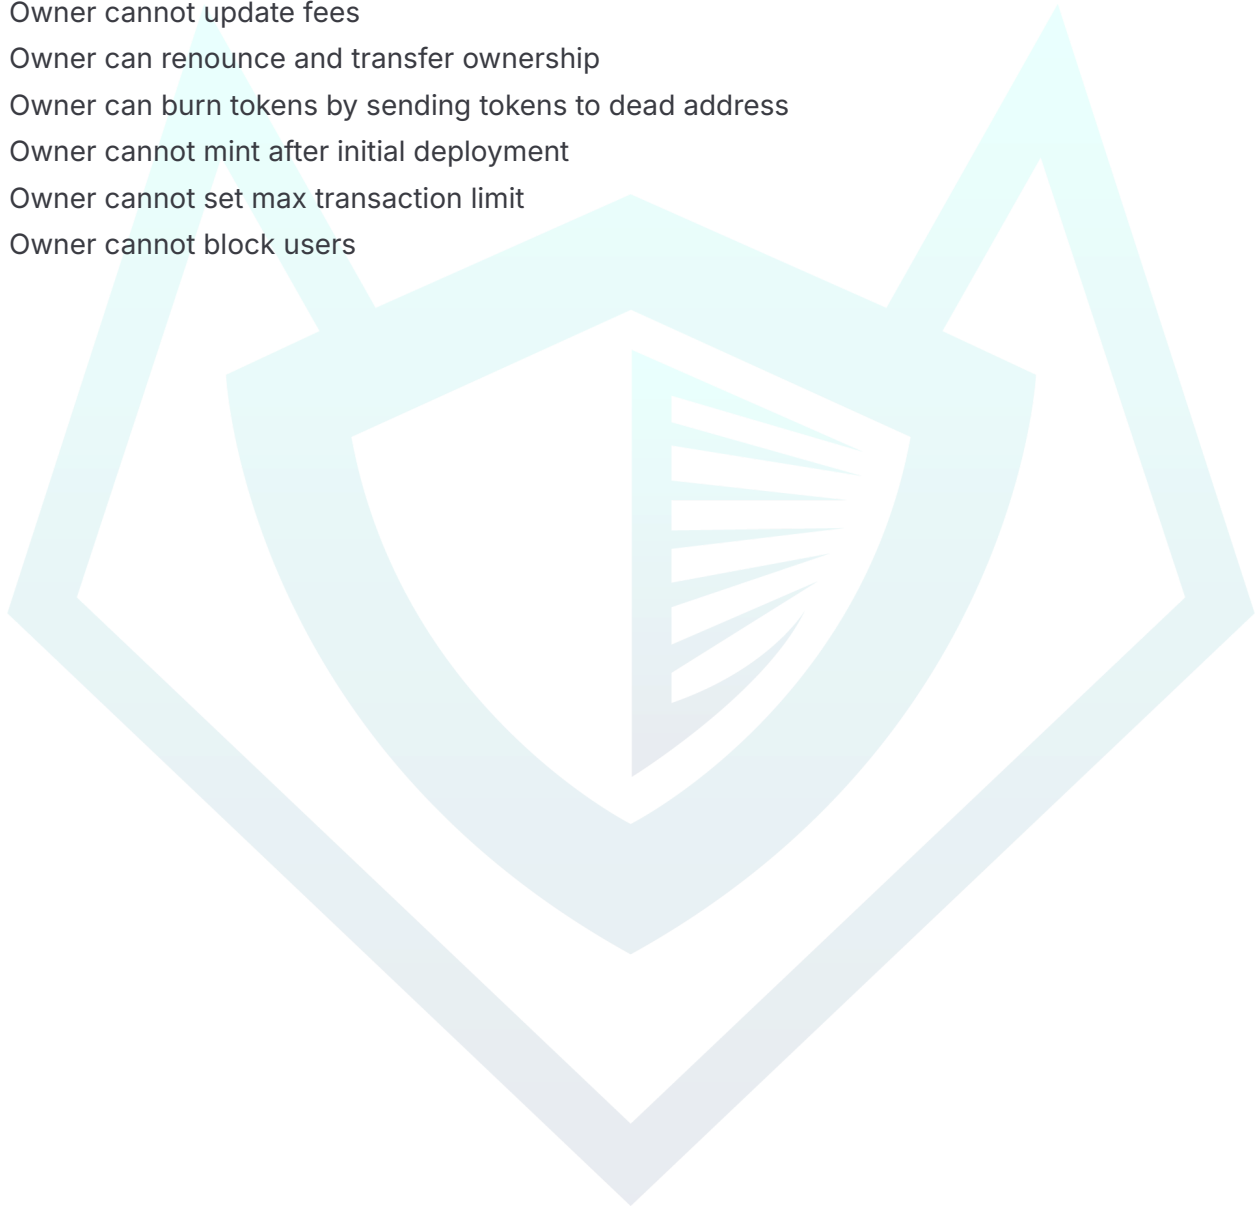 Owner cannot update fees
Owner can renounce and transfer ownership
Owner can burn tokens by sending tokens to dead address
Owner cannot mint after initial deployment
Owner cannot set max transaction limit
Owner cannot block users